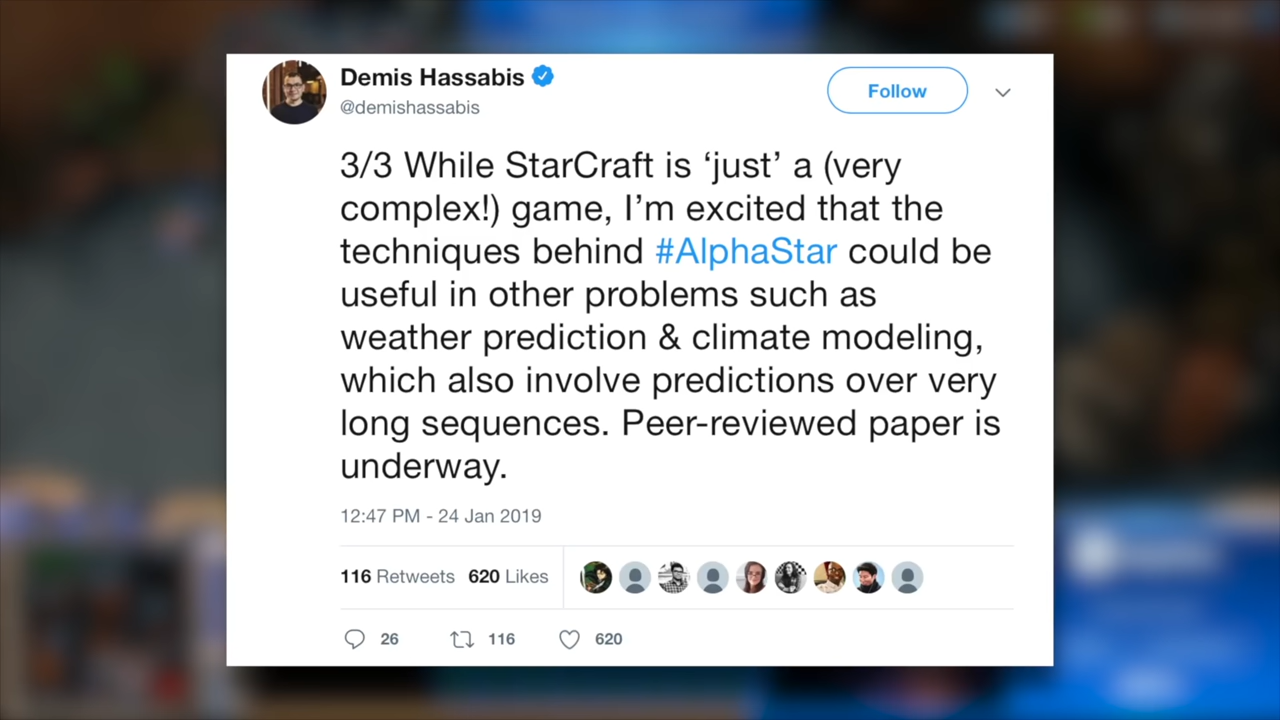 Demis Hassabis
@demishassabis
Follow
3/3 While StarCraft is ‘just’ a (very
complex!) game, I’m excited that the
techniques behind #AlphaStar could be
useful in other problems such as
weather prediction & climate modeling,
which also involve predictions over very
long sequences. Peer-reviewed paper is
underway.
12:47 PM - 24 Jan 2019
116 Retweets 620 Likes
26 116 620